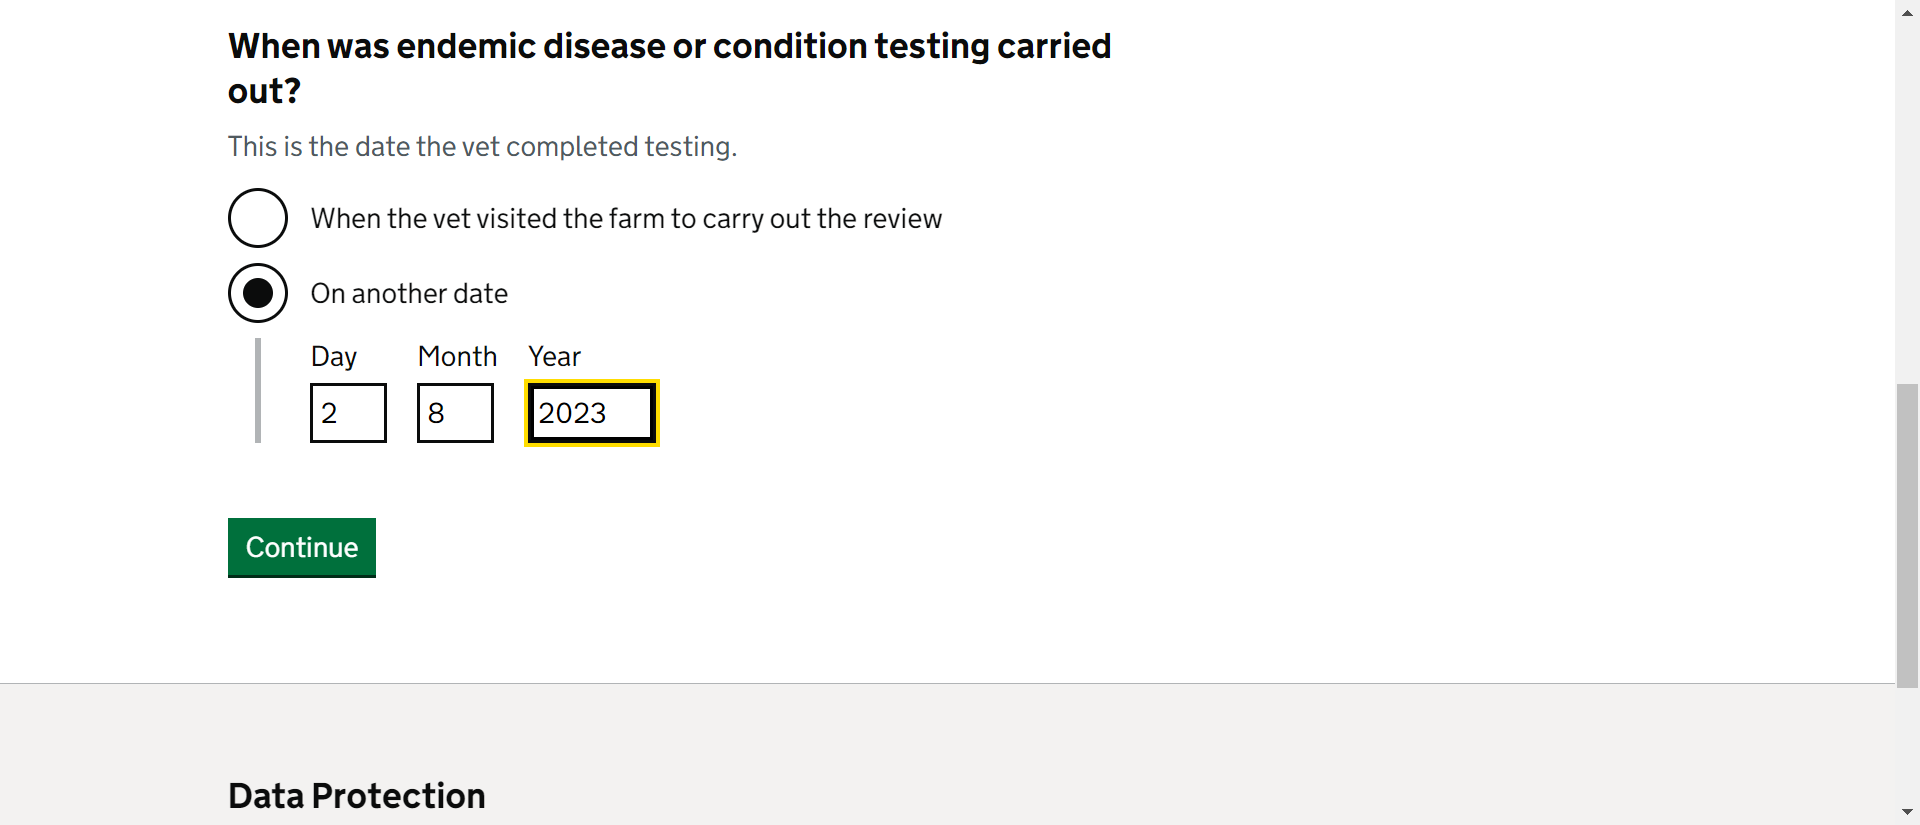 When was endemic disease or condition testing carried
out?
This is the date the vet completed testing.
When the vet visited the farm to carry out the review
On another date
Day Month Year
2 8 2023
Continue
Data Protection